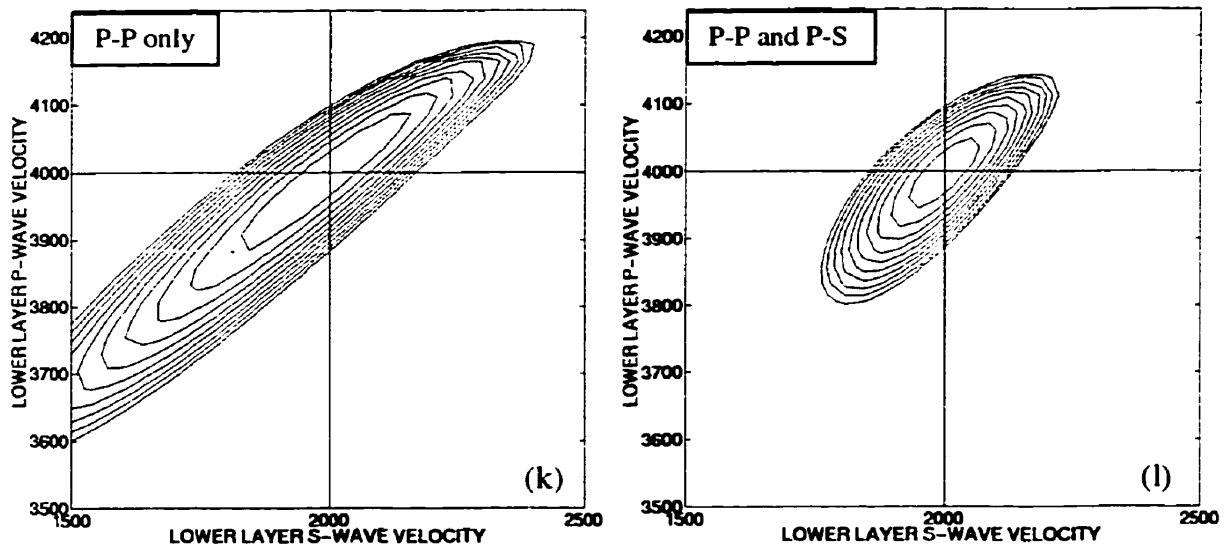 P-P only
LOWER LAYER P-WAVE VELOCITY
4200
4100
4000
3900
3800
3700
3600
3500
1500
2000
2500
LOWER LAYER S-WAVE VELOCITY
(k)
P-P and P-S
LOWER LAYER P-WAVE VELOCITY
4200
4100
4000
3900
3800
3700
3600
3500
1500
2000
2500
LOWER LAYER S-WAVE VELOCITY
(l)